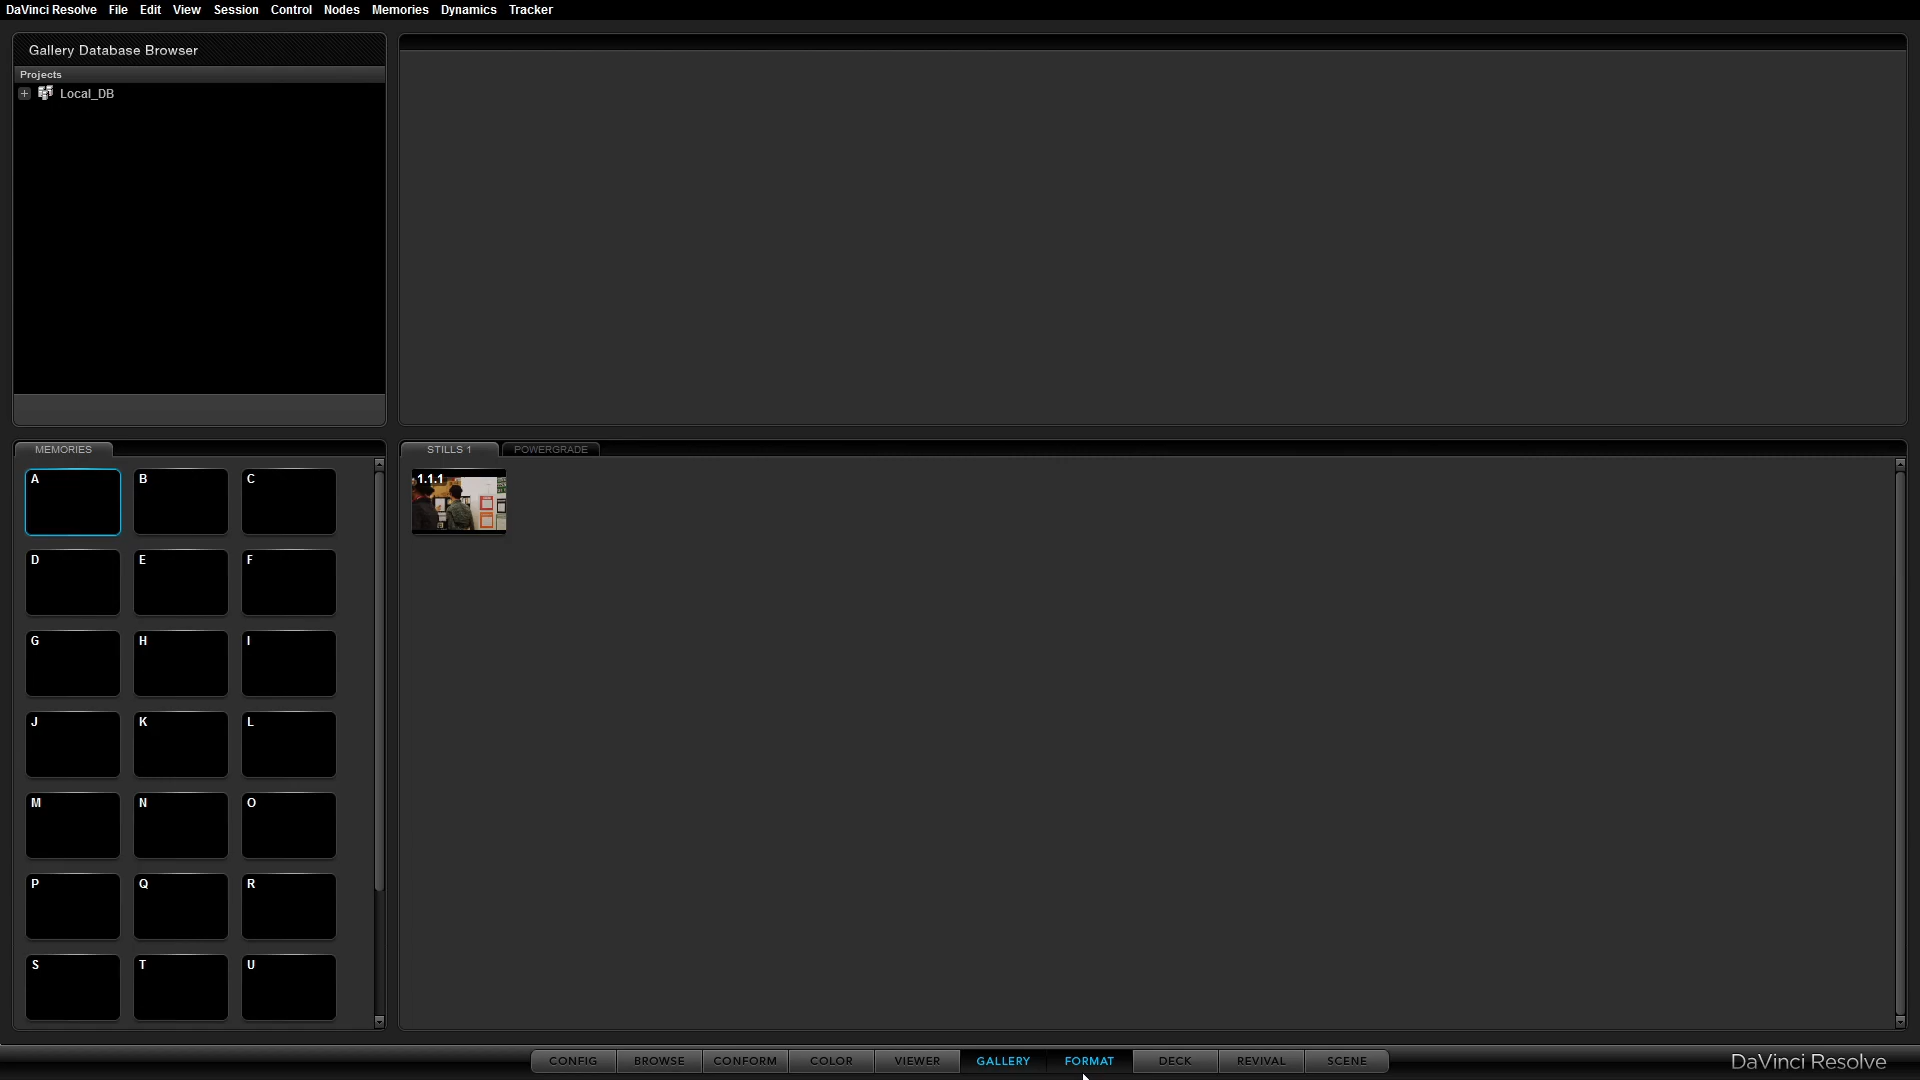 DaVinci Resolve File Edit View Session Control Nodes Memories Dynamics Tracker
Gallery Database Browser
Projects
Local_DB
MEMORIES
STILLS 1 POWERGRADE
A B C
1.1.1
D E F
G H I
J K L
M N O
P Q R
S T U
CONFIG BROWSE CONFORM COLOR VIEWER GALLERY FORMAT DECK REVIVAL SCENE
DaVinci Resolve